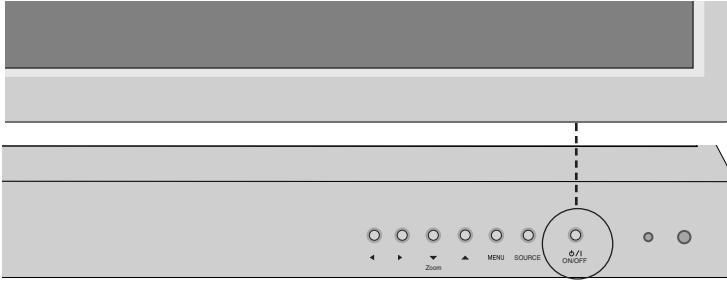 ◄ ► ▼ ▲ MENU SOURCE ⏻/I
Zoom ON/OFF